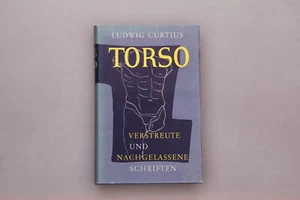 LUDWIG CURTIUS
TORSO
VERSTREUTE
UND
NACHGELASSENE
SCHRIFTEN